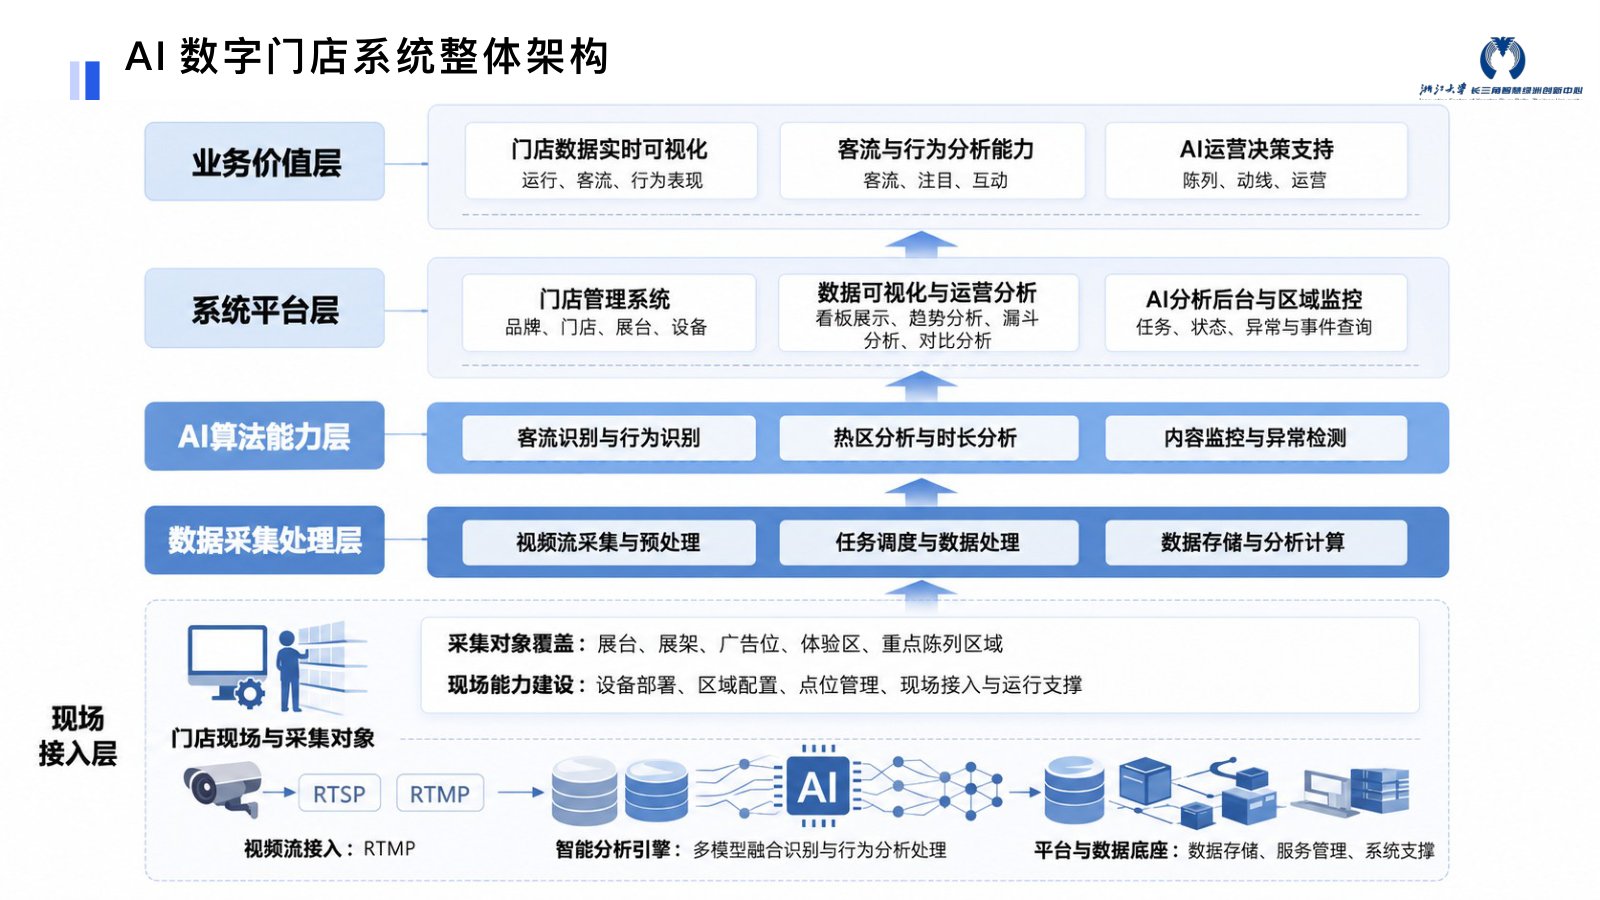 AI 数字门店系统整体架构
浙江大学 长三角智慧绿洲创新中心
业务价值层
门店数据实时可视化
运行、客流、行为表现
客流与行为分析能力
客流、注目、互动
AI运营决策支持
陈列、动线、运营
系统平台层
门店管理系统
品牌、门店、展台、设备
数据可视化与运营分析
看板展示、趋势分析、漏斗
分析、对比分析
AI分析后台与区域监控
任务、状态、异常与事件查询
AI算法能力层
客流识别与行为识别
热区分析与时长分析
内容监控与异常检测
数据采集处理层
视频流采集与预处理
任务调度与数据处理
数据存储与分析计算
现场
接入层
门店现场与采集对象
采集对象覆盖：展台、展架、广告位、体验区、重点陈列区域
现场能力建设：设备部署、区域配置、点位管理、现场接入与运行支撑
RTSP
RTMP
AI
视频流接入：RTMP
智能分析引擎：多模型融合识别与行为分析处理
平台与数据底座：数据存储、服务管理、系统支撑